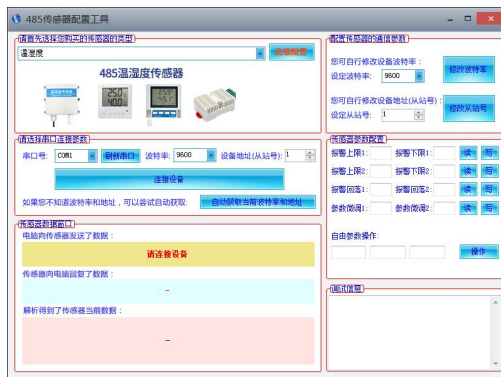 485传感器配置工具
请首先选择您购买的传感器的类型
温湿度
高级配置
485温湿度传感器
请选择串口连接参数
串口号: COM1 刷新串口 波特率: 9600 设备地址(从站号): 1
连接设备
如果您不知道波特率和地址，可以尝试自动获取: 自动获取当前波特率和地址
传感器数据窗口
电脑向传感器发送了数据：
请连接设备
传感器向电脑回复了数据：
–
解析得到了传感器当前数据：
–
配置传感器的通信参数
您可自行修改设备波特率：
设定波特率: 9600
修改波特率
您可自行修改设备地址(从站号)：
设定从站号: 1
修改从站号
传感器参数配置
报警上限1: 报警下限1: 读 写
报警上限2: 报警下限2: 读 写
报警回落1: 报警回落2: 读 写
参数微调1: 参数微调2: 读 写
自由参数操作:
操作
调试信息